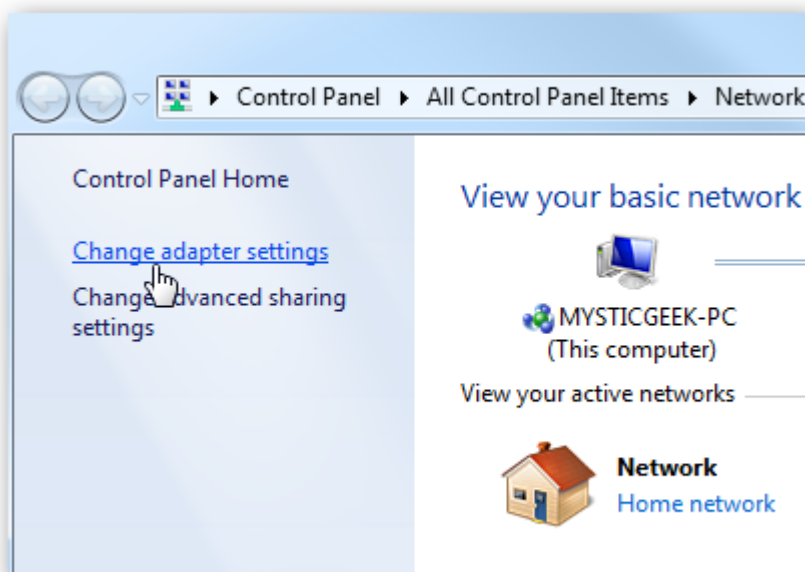 Control Panel ▸ All Control Panel Items ▸ Network
Control Panel Home
Change adapter settings
Change advanced sharing
settings
View your basic network
MYSTICGEEK-PC
(This computer)
View your active networks
Network
Home network